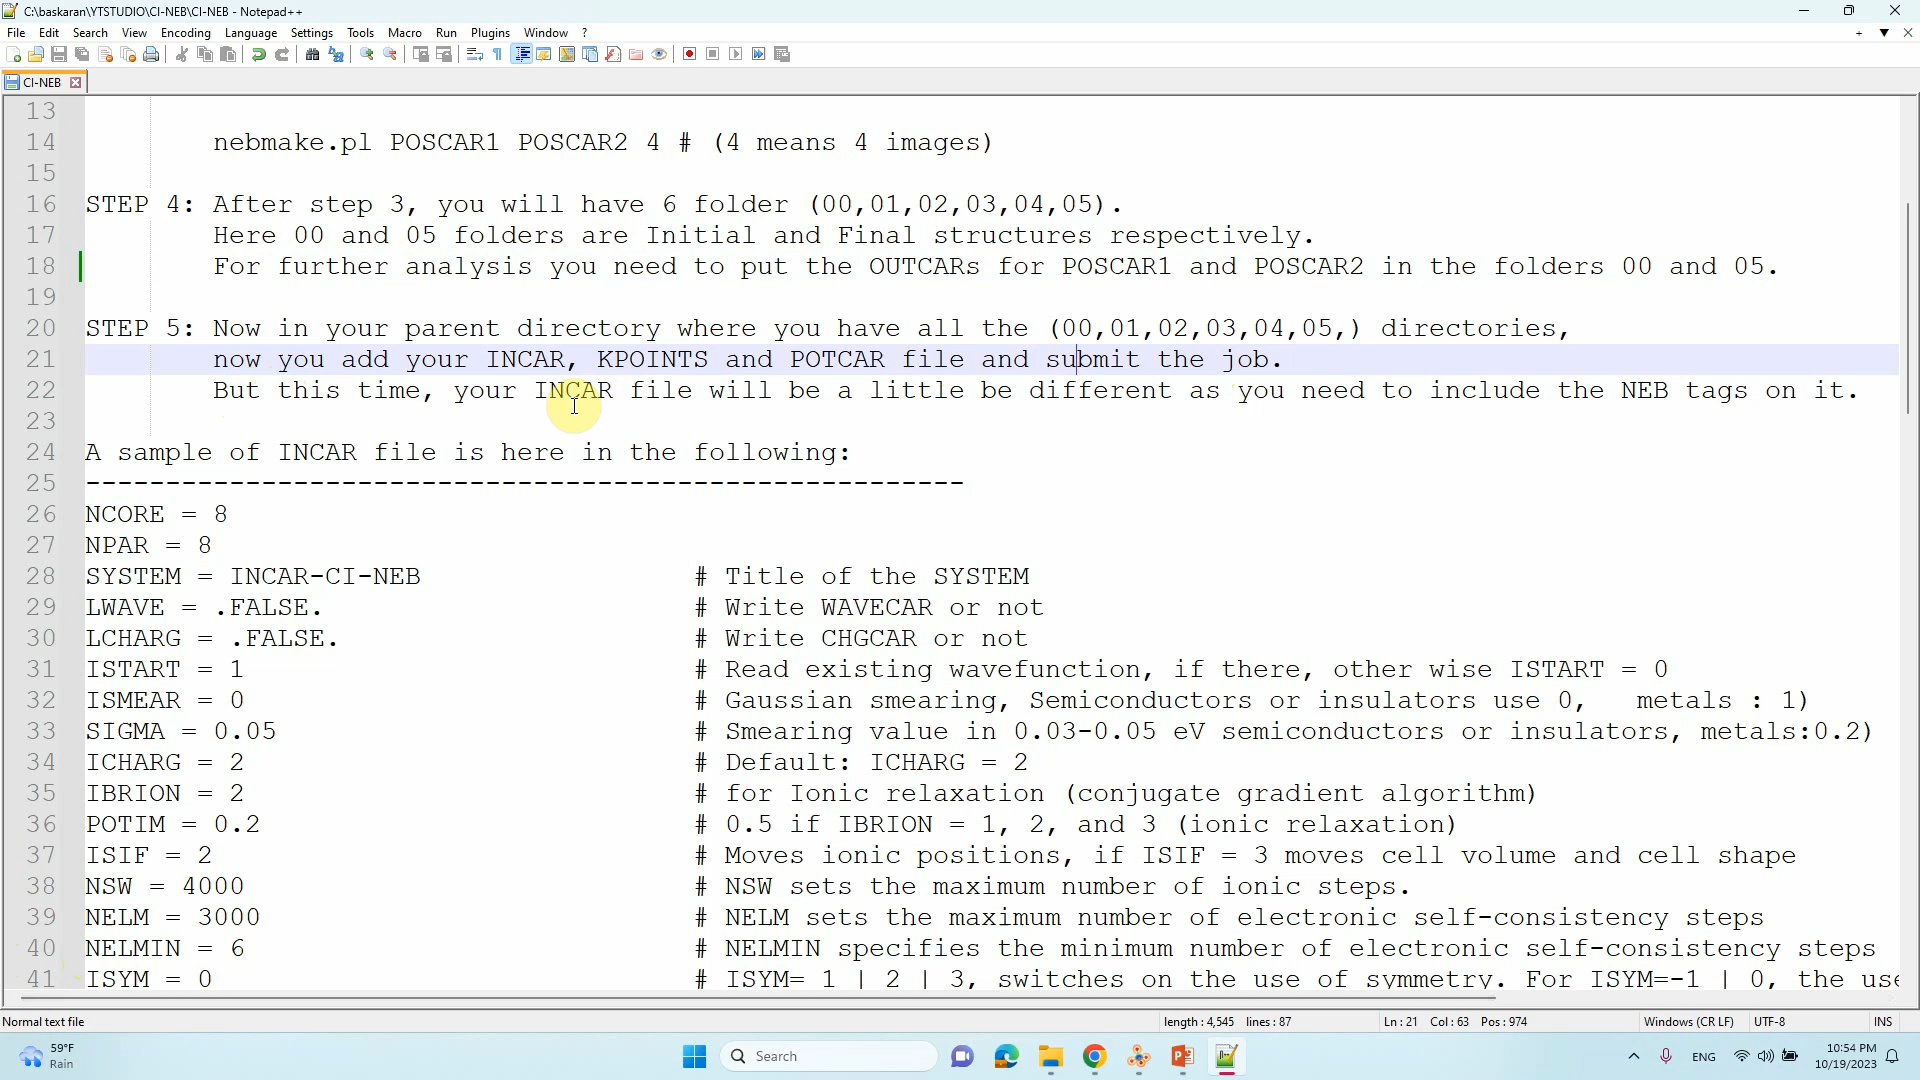 C:\baskaran\YTSTUDIO\CI-NEB\CI-NEB - Notepad++
File Edit Search View Encoding Language Settings Tools Macro Run Plugins Window ?
CI-NEB
13
14 nebmake.pl POSCAR1 POSCAR2 4 # (4 means 4 images)
15
16 STEP 4: After step 3, you will have 6 folder (00,01,02,03,04,05).
17 Here 00 and 05 folders are Initial and Final structures respectively.
18 For further analysis you need to put the OUTCARs for POSCAR1 and POSCAR2 in the folders 00 and 05.
19
20 STEP 5: Now in your parent directory where you have all the (00,01,02,03,04,05,) directories,
21 now you add your INCAR, KPOINTS and POTCAR file and submit the job.
22 But this time, your INCAR file will be a little be different as you need to include the NEB tags on it.
23
24 A sample of INCAR file is here in the following:
25 -------------------------------------------------------
26 NCORE = 8
27 NPAR = 8
28 SYSTEM = INCAR-CI-NEB # Title of the SYSTEM
29 LWAVE = .FALSE. # Write WAVECAR or not
30 LCHARG = .FALSE. # Write CHGCAR or not
31 ISTART = 1 # Read existing wavefunction, if there, other wise ISTART = 0
32 ISMEAR = 0 # Gaussian smearing, Semiconductors or insulators use 0, metals : 1)
33 SIGMA = 0.05 # Smearing value in 0.03-0.05 eV semiconductors or insulators, metals:0.2)
34 ICHARG = 2 # Default: ICHARG = 2
35 IBRION = 2 # for Ionic relaxation (conjugate gradient algorithm)
36 POTIM = 0.2 # 0.5 if IBRION = 1, 2, and 3 (ionic relaxation)
37 ISIF = 2 # Moves ionic positions, if ISIF = 3 moves cell volume and cell shape
38 NSW = 4000 # NSW sets the maximum number of ionic steps.
39 NELM = 3000 # NELM sets the maximum number of electronic self-consistency steps
40 NELMIN = 6 # NELMIN specifies the minimum number of electronic self-consistency steps
41 ISYM = 0 # ISYM= 1 | 2 | 3, switches on the use of symmetry. For ISYM=-1 | 0, the use
Normal text file length : 4,545 lines : 87 Ln : 21 Col : 63 Pos : 974 Windows (CR LF) UTF-8 INS
59°F
Rain
Search
ENG
10:54 PM
10/19/2023